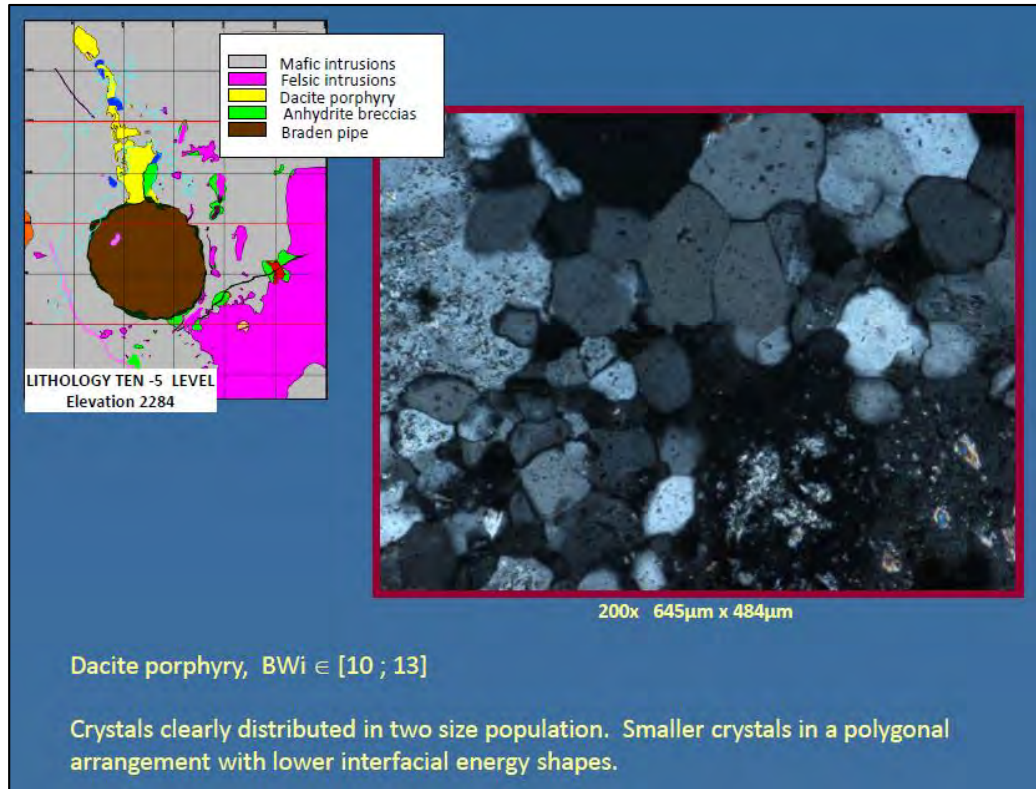 Mafic intrusions
Felsic intrusions
Dacite porphyry
Anhydrite breccias
Braden pipe
LITHOLOGY TEN -5 LEVEL
Elevation 2284
200x 645µm x 484µm
Dacite porphyry, BWi ∈ [10 ; 13]
Crystals clearly distributed in two size population. Smaller crystals in a polygonal
arrangement with lower interfacial energy shapes.